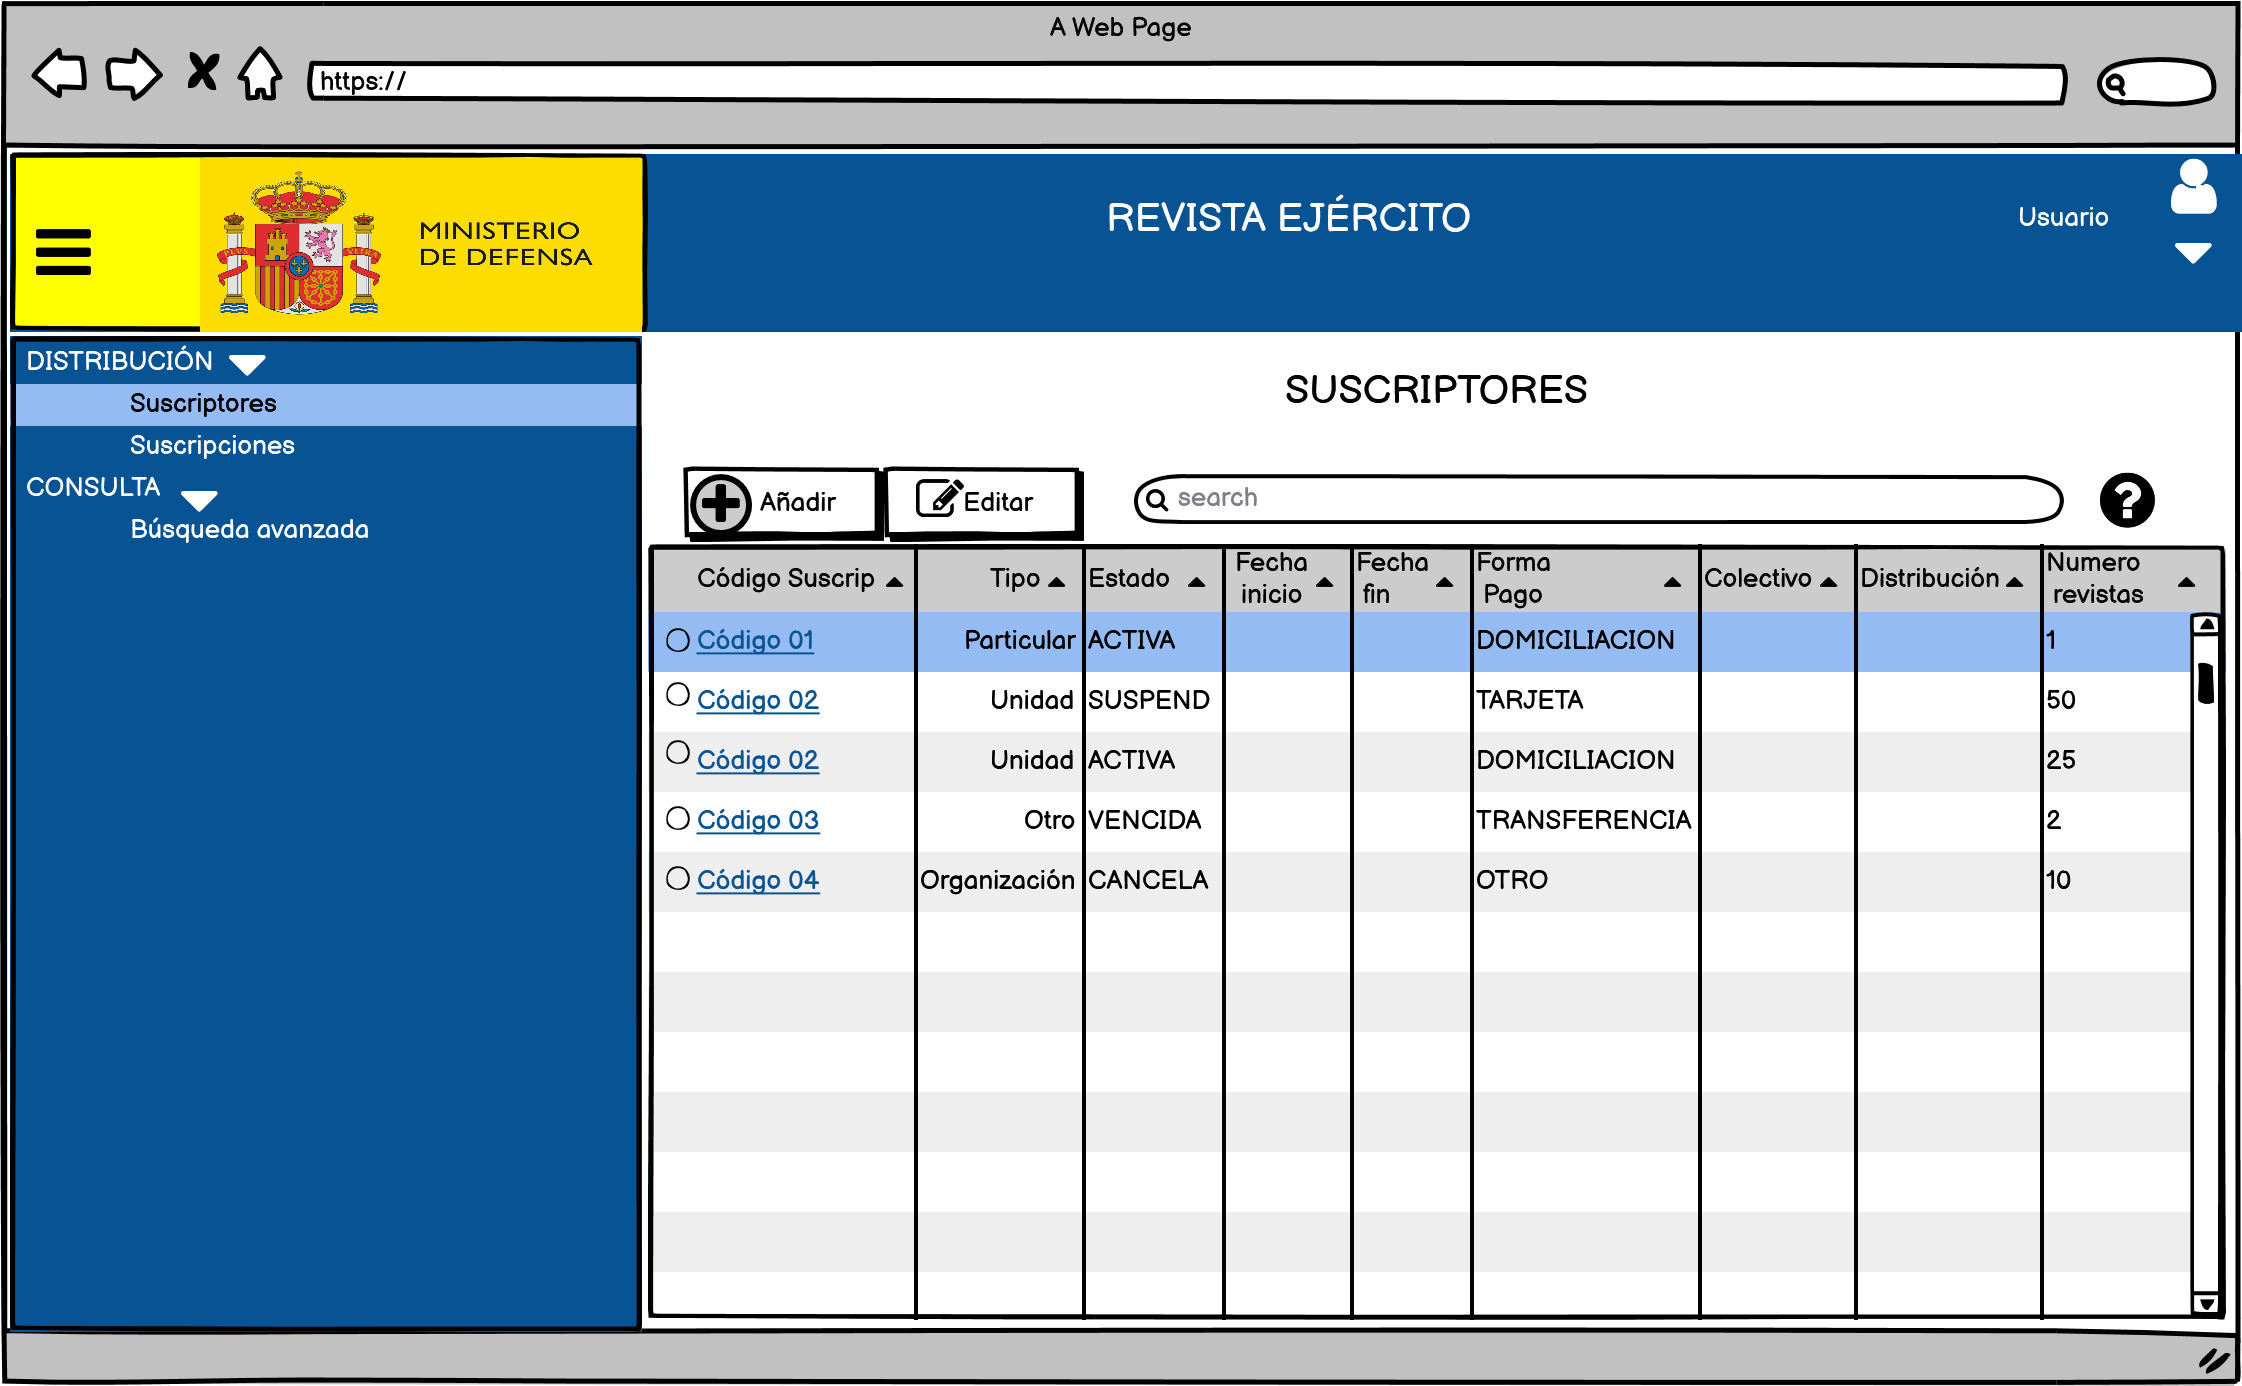 A Web Page
https://
MINISTERIO
DE DEFENSA
REVISTA EJÉRCITO
Usuario
DISTRIBUCIÓN
Suscriptores
Suscripciones
CONSULTA
Búsqueda avanzada
SUSCRIPTORES
Añadir
Editar
search
Código Suscrip Tipo Estado Fecha inicio Fecha fin Forma Pago Colectivo Distribución Numero revistas
Código 01 Particular ACTIVA DOMICILIACION 1
Código 02 Unidad SUSPEND TARJETA 50
Código 02 Unidad ACTIVA DOMICILIACION 25
Código 03 Otro VENCIDA TRANSFERENCIA 2
Código 04 Organización CANCELA OTRO 10